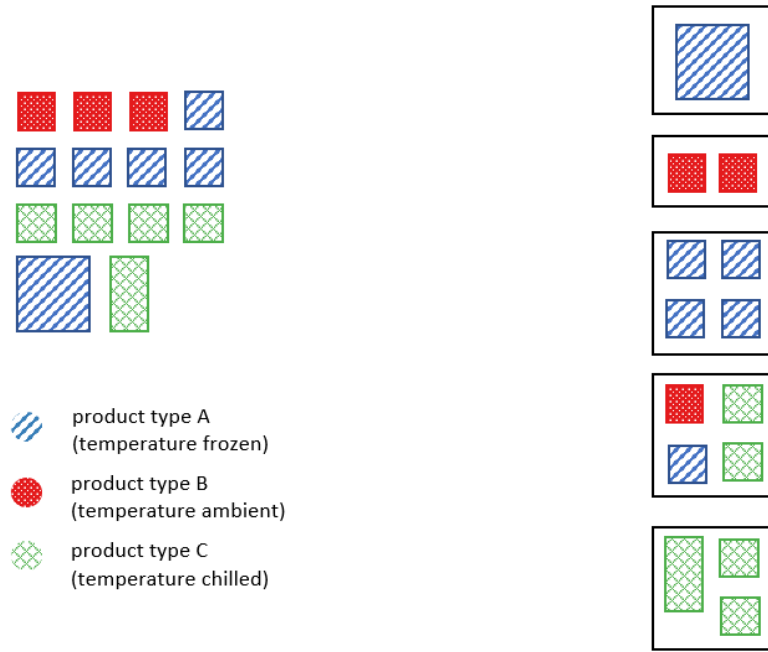 product type A
(temperature frozen)
product type B
(temperature ambient)
product type C
(temperature chilled)